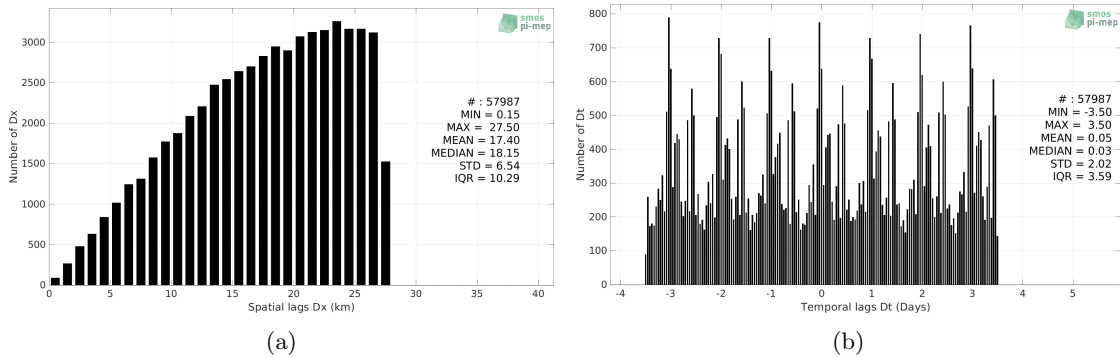 smos
pi-mep
3000
2500
2000
1500
1000
500
0
Number of Dx
# : 57987
MIN = 0.15
MAX = 27.50
MEAN = 17.40
MEDIAN = 18.15
STD = 6.54
IQR = 10.29
0 5 10 15 20 25 30 35 40
Spatial lags Dx (km)
(a)
smos
pi-mep
800
700
600
500
400
300
200
100
0
Number of Dt
# : 57987
MIN = -3.50
MAX = 3.50
MEAN = 0.05
MEDIAN = 0.03
STD = 2.02
IQR = 3.59
-4 -3 -2 -1 0 1 2 3 4 5
Temporal lags Dt (Days)
(b)